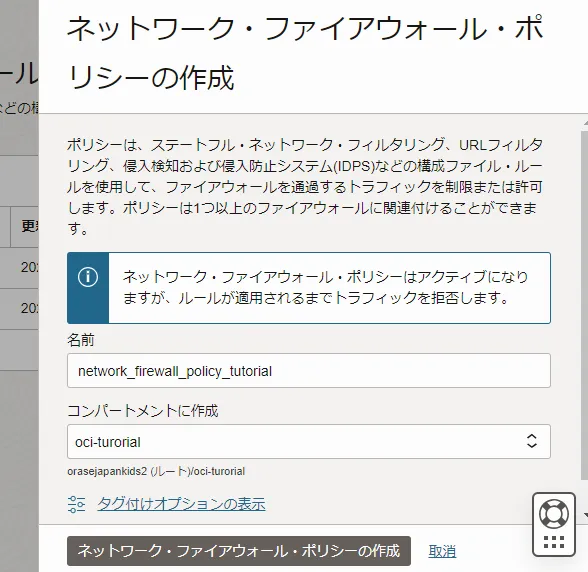 ネットワーク・ファイアウォール・ポ
リシーの作成
ール
などの構
ポリシーは、ステートフル・ネットワーク・フィルタリング、URLフィルタ
リング、侵入検知および侵入防止システム(IDPS)などの構成ファイル・ルー
ルを使用して、ファイアウォールを通過するトラフィックを制限または許可
します。ポリシーは1つ以上のファイアウォールに関連付けることができま
す。
更新
202
202
ネットワーク・ファイアウォール・ポリシーはアクティブになり
ますが、ルールが適用されるまでトラフィックを拒否します。
名前
network_firewall_policy_tutorial
コンパートメントに作成
oci-turorial
orasejapankids2 (ルート)/oci-turorial
タグ付けオプションの表示
ネットワーク・ファイアウォール・ポリシーの作成
取消